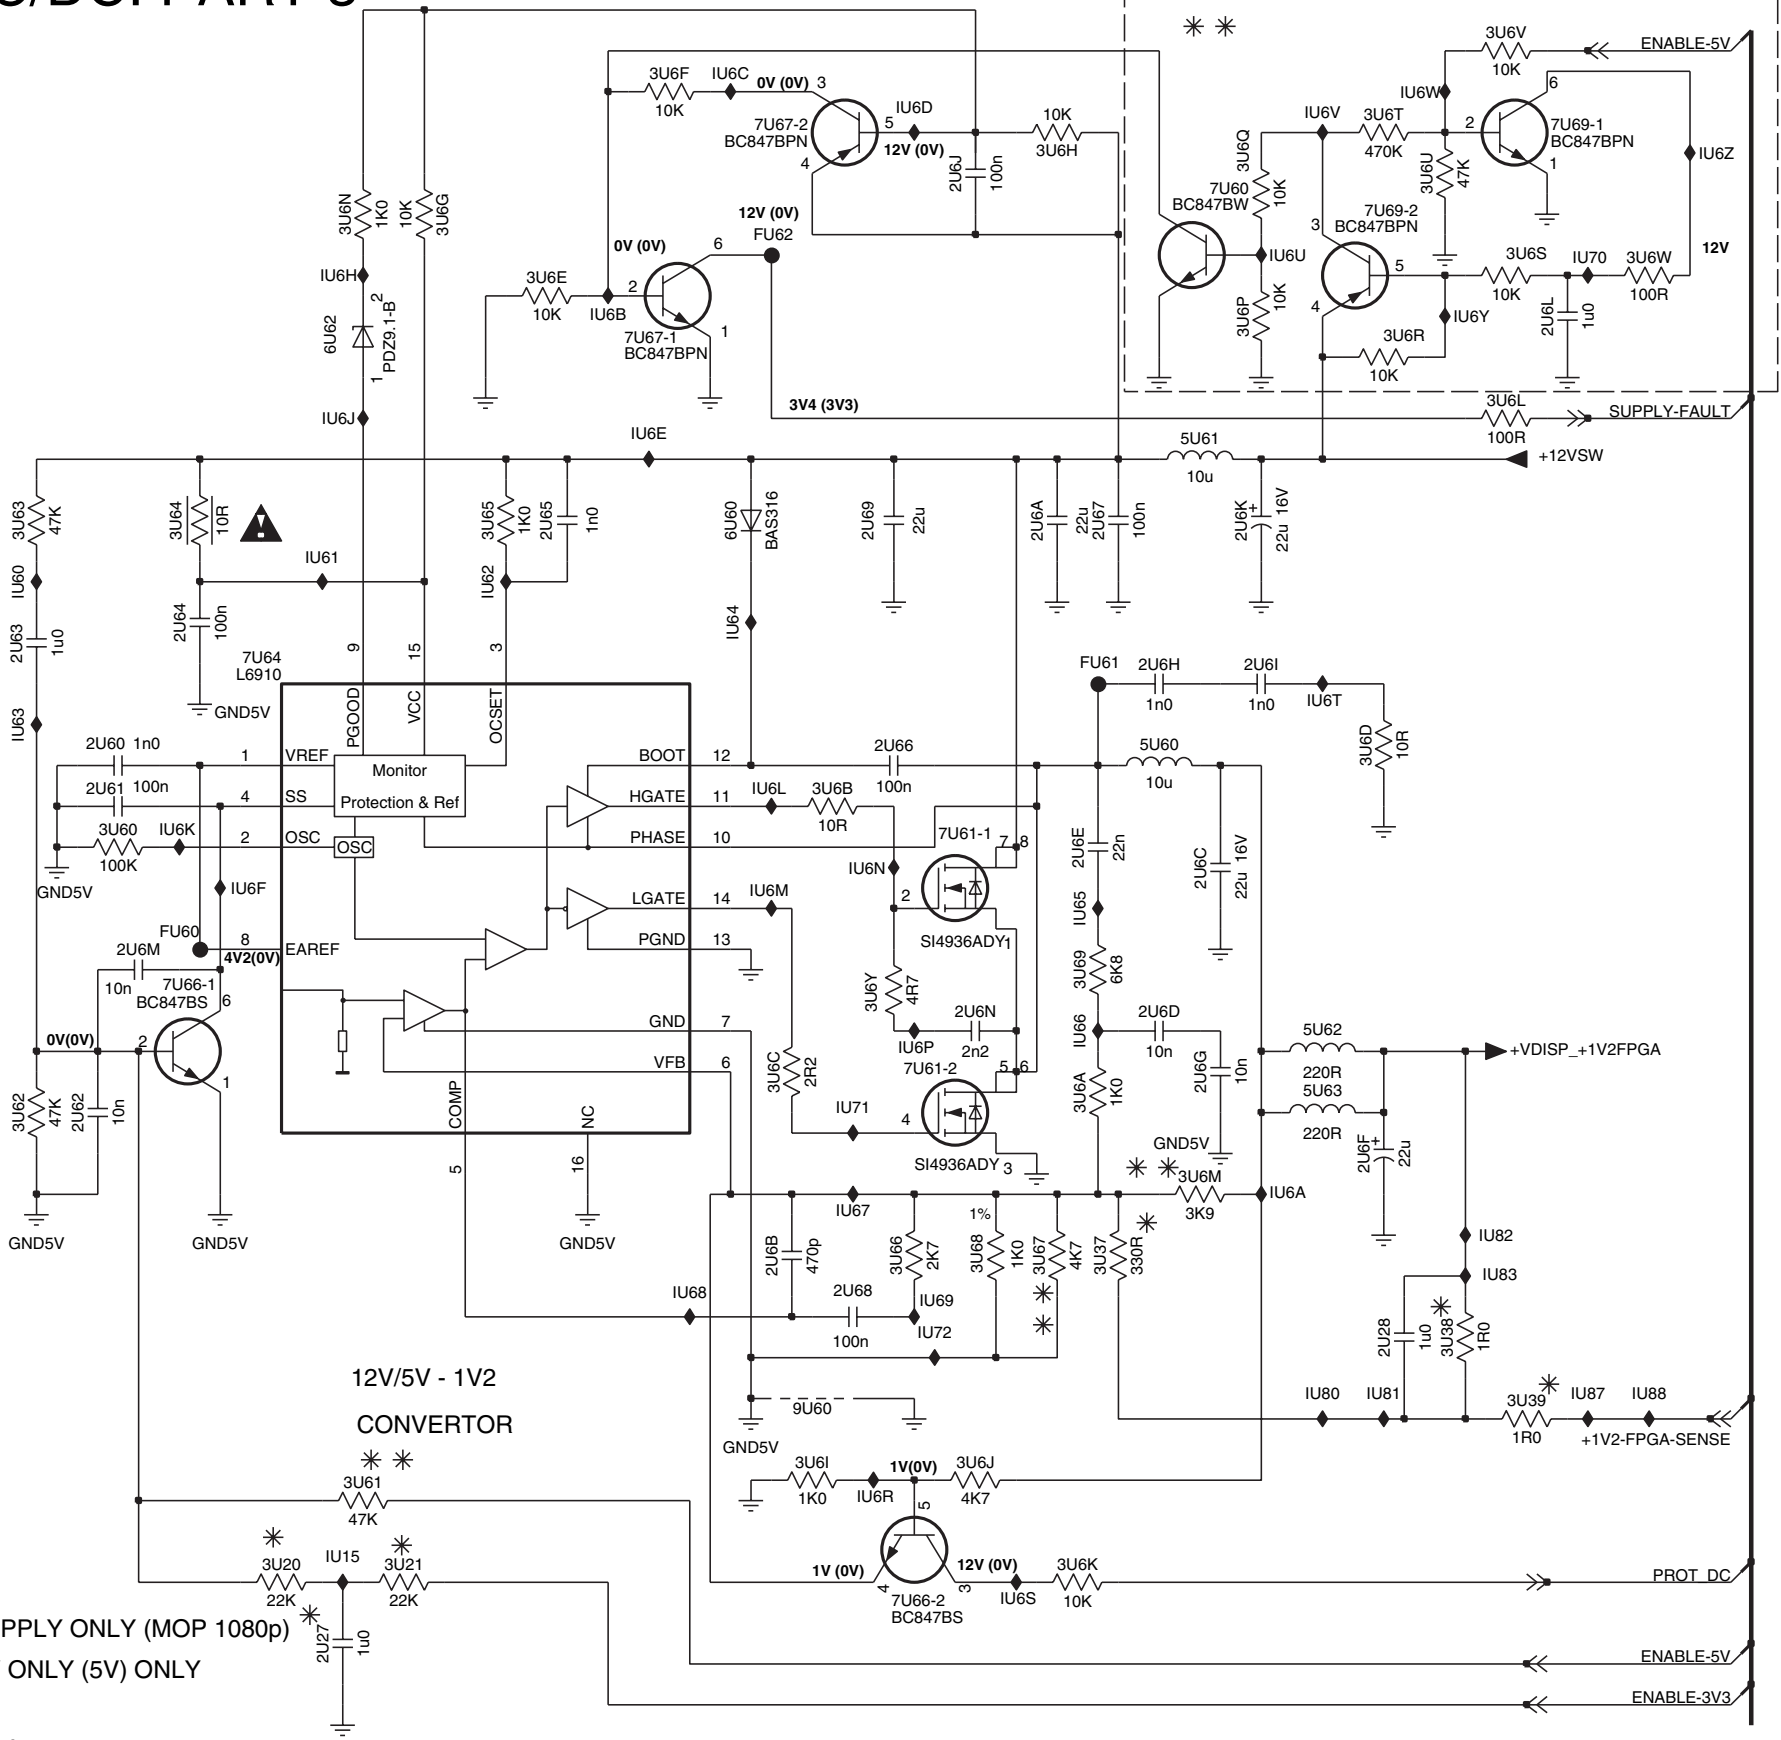 ENABLE-5V
3U6V
10K
IU6W
6
2
7U69-1
BC847BPN
1
IU6Z
IU6V
3U6T
470K
3U6U
47K
3U6Q
10K
7U60
BC847BW
7U69-2
BC847BPN
3
5
4
IU6U
3U6P
10K
3U6S
10K
IU70
3U6W
100R
12V
2U6L
1u0
IU6Y
3U6R
10K
3U6F
10K
IU6C
0V (0V)
3
7U67-2
BC847BPN
5
IU6D
12V (0V)
4
10K
3U6H
2U6J
100n
3U6N
1K0
10K
3U6G
12V (0V)
FU62
0V (0V)
6
3U6E
10K
IU6B
2
7U67-1
BC847BPN
1
IU6H
2
6U62
PDZ9.1-B
1
IU6J
3V4 (3V3)
3U6L
100R
SUPPLY-FAULT
IU6E
5U61
10u
+12VSW
3U63
47K
3U64
10R
3U65
1K0
2U65
1n0
6U60
BAS316
2U69
22u
2U6A
22u
2U67
100n
2U6K
+
22u 16V
IU60
IU61
IU62
2U63
1u0
2U64
100n
IU64
IU63
GND5V
7U64
L6910
9
15
3
PGOOD
VCC
OCSET
FU61
2U6H
1n0
2U6I
1n0
IU6T
3U6D
10R
2U60 1n0
1
VREF
Monitor
Protection & Ref
BOOT
12
2U66
100n
5U60
10u
2U61 100n
4
SS
HGATE
11
IU6L
3U6B
10R
3U60
100K
IU6K
2
OSC
OSC
PHASE
10
7U61-1
7
8
2U6E
22n
2U6C
22u 16V
GND5V
IU6F
IU6N
2
LGATE
14
IU6M
IU65
FU60
8
EAREF
4V2(0V)
PGND
13
SI4936ADY
1
2U6M
10n
7U66-1
BC847BS
6
3U6Y
4R7
3U69
6K8
0V(0V)
2
GND
7
IU6P
2U6N
2n2
IU66
2U6D
10n
5U62
220R
+VDISP_+1V2FPGA
1
VFB
6
3U6C
2R2
7U61-2
5
6
3U6A
1K0
2U6G
10n
5U63
220R
3U62
47K
2U62
10n
COMP
NC
IU71
4
GND5V
2U6F
+
22u
5
16
SI4936ADY
3
3U6M
3K9
IU6A
GND5V
GND5V
GND5V
IU67
1%
2U6B
470p
3U66
2K7
3U68
1K0
3U67
4K7
3U37
330R
IU82
IU83
IU68
2U68
100n
IU69
IU72
2U28
1u0
3U38
1R0
12V/5V - 1V2
CONVERTOR
9U60
GND5V
IU80
IU81
3U39
1R0
IU87
IU88
+1V2-FPGA-SENSE
3U6I
1K0
IU6R
1V(0V)
3U6J
4K7
5
3U61
47K
3U20
22K
IU15
3U21
22K
2U27
1u0
1V (0V)
4
3
12V (0V)
IU6S
3U6K
10K
PROT_DC
7U66-2
BC847BS
PPLY ONLY (MOP 1080p)
ONLY (5V) ONLY
ENABLE-5V
ENABLE-3V3